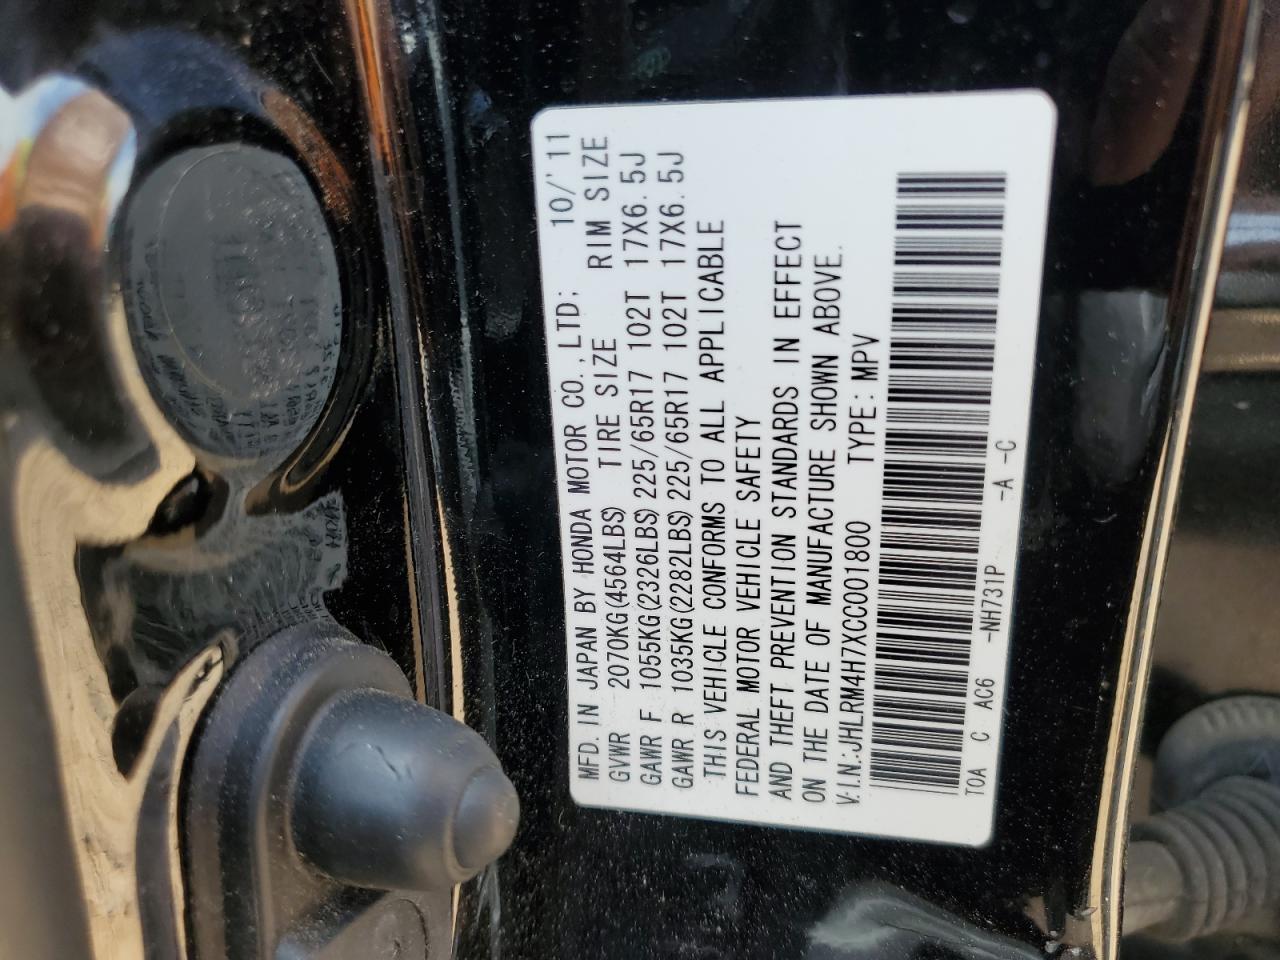 MFD. IN JAPAN BY HONDA MOTOR CO.,LTD; 10/'11
GVWR 2070KG(4564LBS) TIRE SIZE RIM SIZE
GAWR F 1055KG(2326LBS) 225/65R17 102T 17X6.5J
GAWR R 1035KG(2282LBS) 225/65R17 102T 17X6.5J
THIS VEHICLE CONFORMS TO ALL APPLICABLE
FEDERAL MOTOR VEHICLE SAFETY
AND THEFT PREVENTION STANDARDS IN EFFECT
ON THE DATE OF MANUFACTURE SHOWN ABOVE.
V.I.N.:JHLRM4H7XCC001800 TYPE:MPV
T0A C AC6 -NH731P -A -C